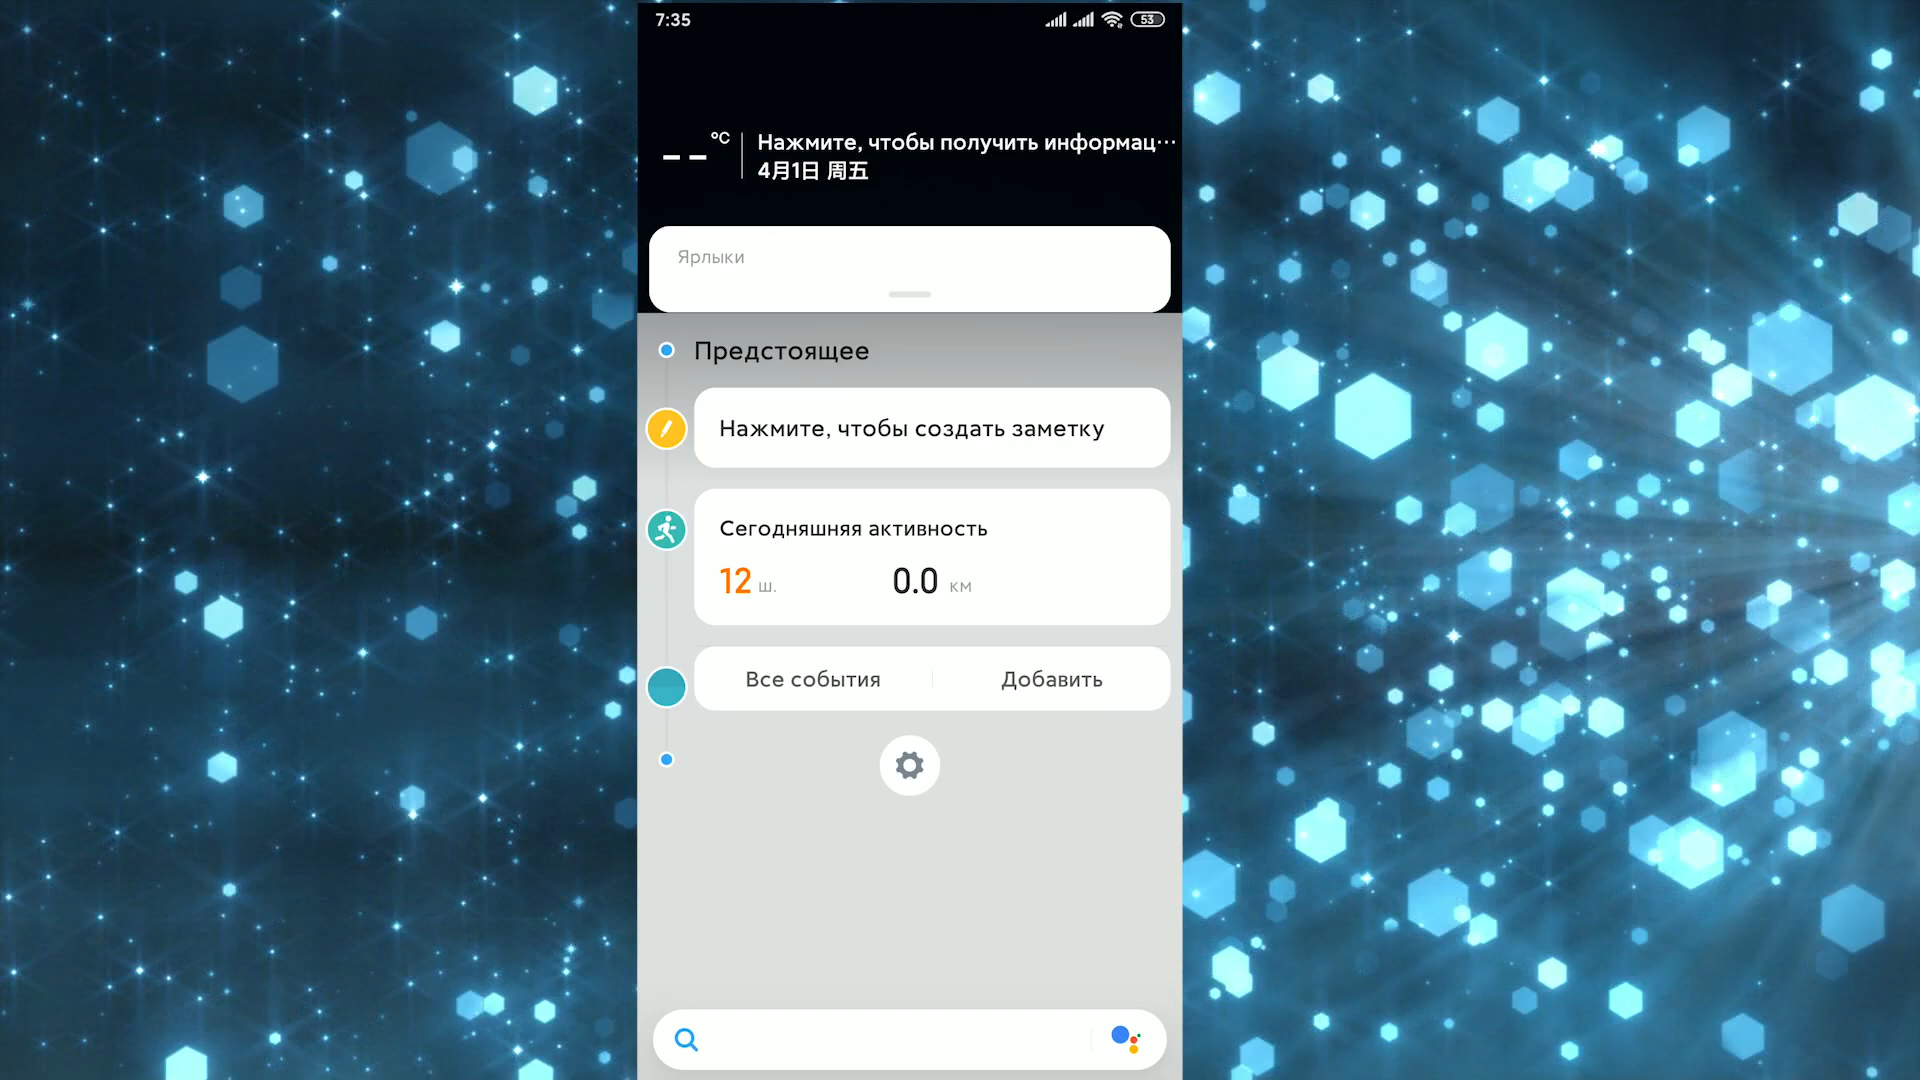 7:35
53
-- °C
Нажмите, чтобы получить информац···
4月1日 周五
Ярлыки
Предстоящее
Нажмите, чтобы создать заметку
Сегодняшняя активность
12 ш. 0.0 км
Все события Добавить